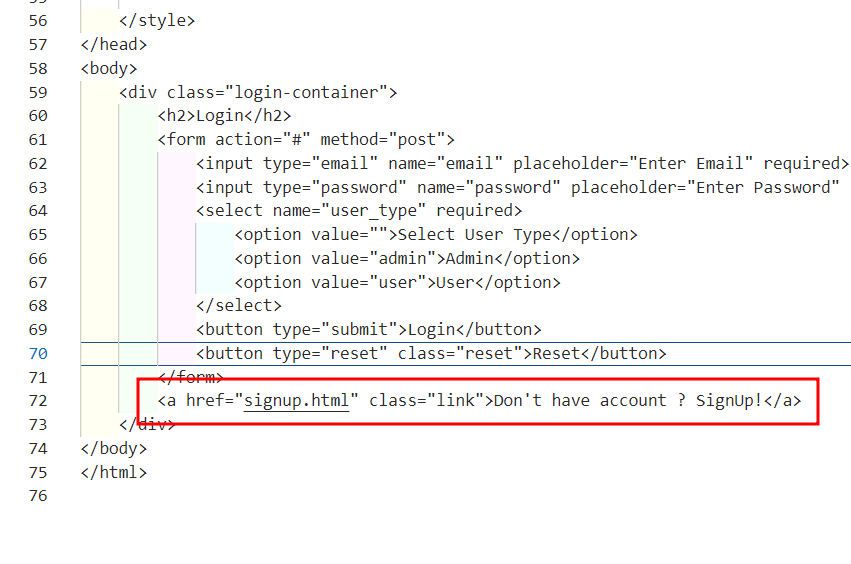 56 </style>
57 </head>
58 <body>
59 <div class="login-container">
60 <h2>Login</h2>
61 <form action="#" method="post">
62 <input type="email" name="email" placeholder="Enter Email" required>
63 <input type="password" name="password" placeholder="Enter Password"
64 <select name="user_type" required>
65 <option value="">Select User Type</option>
66 <option value="admin">Admin</option>
67 <option value="user">User</option>
68 </select>
69 <button type="submit">Login</button>
70 <button type="reset" class="reset">Reset</button>
71 </form>
72 <a href="signup.html" class="link">Don't have account ? SignUp!</a>
73 </div>
74 </body>
75 </html>
76